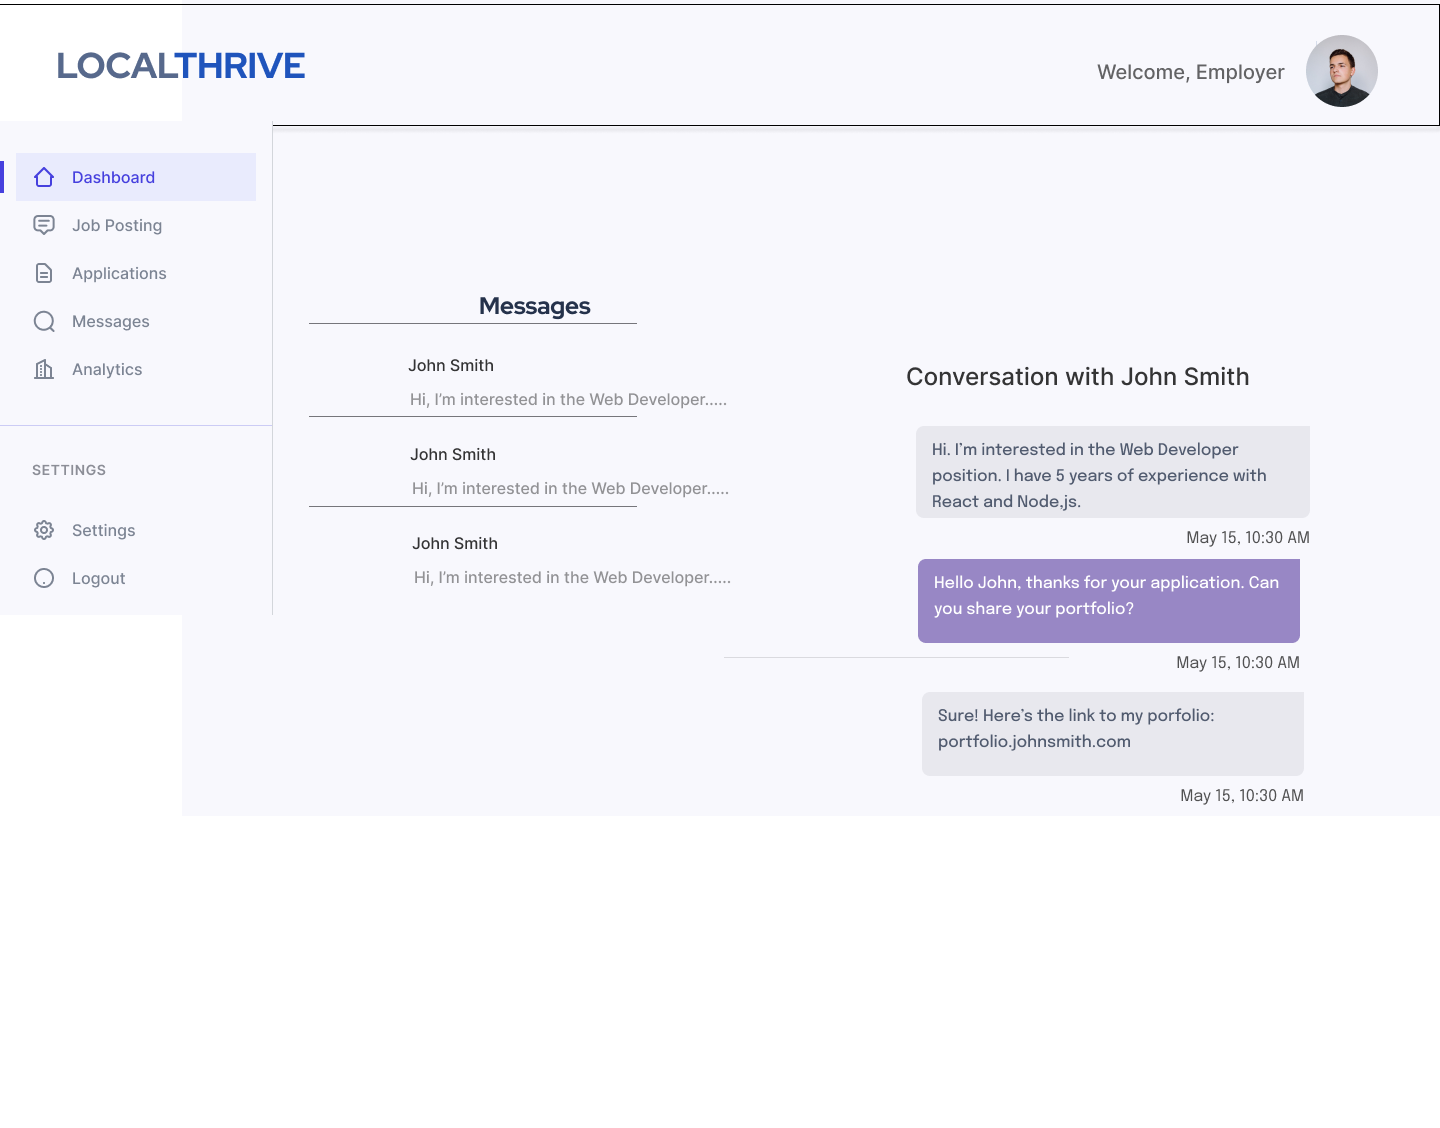 LOCALTHRIVE
Welcome, Employer
Dashboard
Job Posting
Applications
Messages
Analytics
SETTINGS
Settings
Logout
Messages
John Smith
Hi, I’m interested in the Web Developer.....
John Smith
Hi, I’m interested in the Web Developer.....
John Smith
Hi, I’m interested in the Web Developer.....
Conversation with John Smith
Hi. I’m interested in the Web Developer
position. I have 5 years of experience with
React and Node,js.
May 15, 10:30 AM
Hello John, thanks for your application. Can
you share your portfolio?
May 15, 10:30 AM
Sure! Here’s the link to my porfolio:
portfolio.johnsmith.com
May 15, 10:30 AM